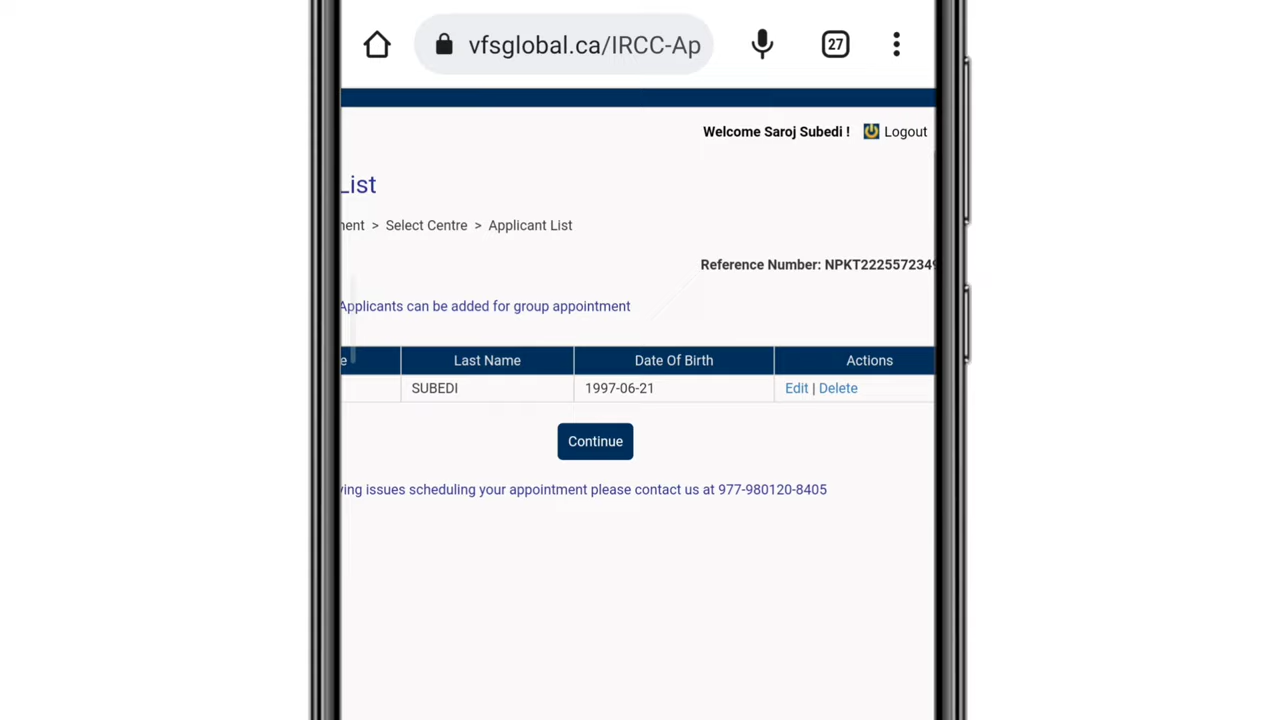 vfsglobal.ca/IRCC-Ap
27
Welcome Saroj Subedi ! Logout
List
> Select Centre > Applicant List
Reference Number: NPKT222557234
Applicants can be added for group appointment
Last Name Date Of Birth Actions
SUBEDI 1997-06-21 Edit | Delete
Continue
issues scheduling your appointment please contact us at 977-980120-8405